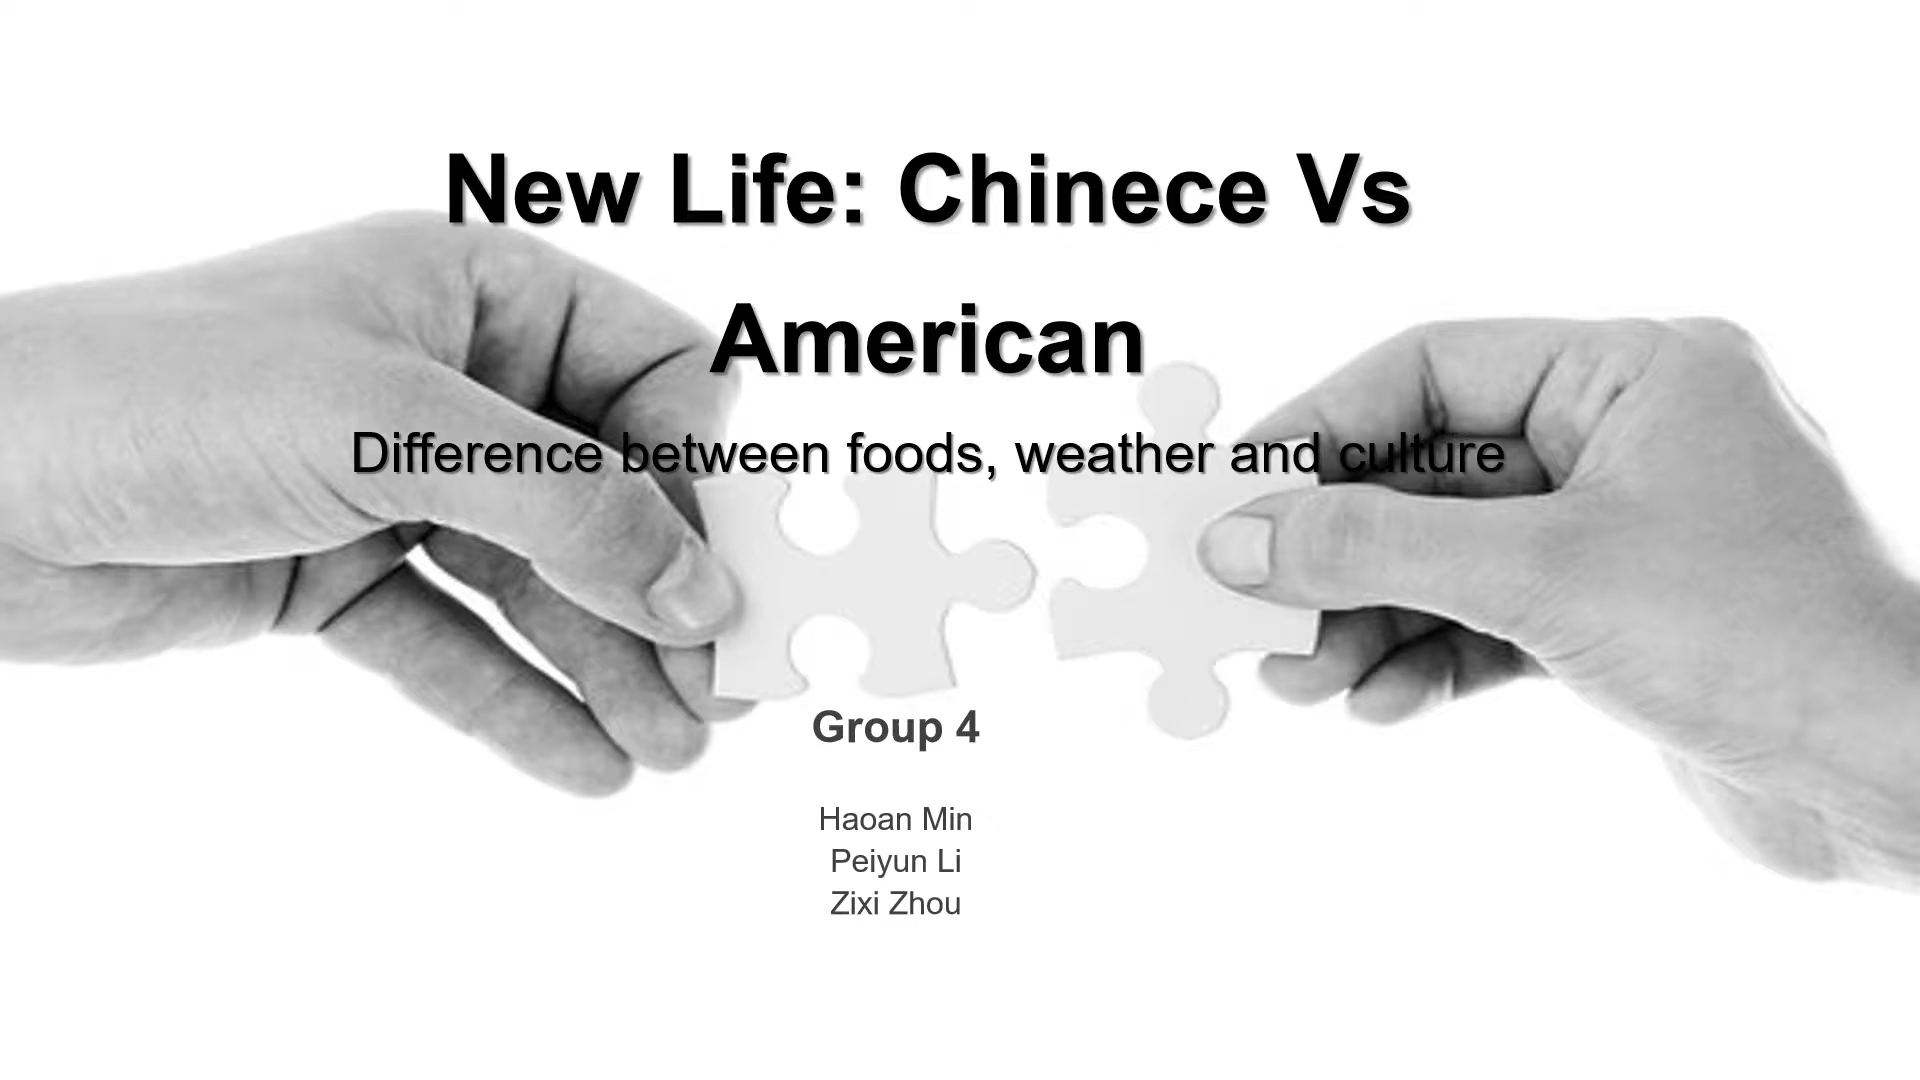 New Life: Chinece Vs
American
Difference between foods, weather and culture
Group 4
Haoan Min
Peiyun Li
Zixi Zhou